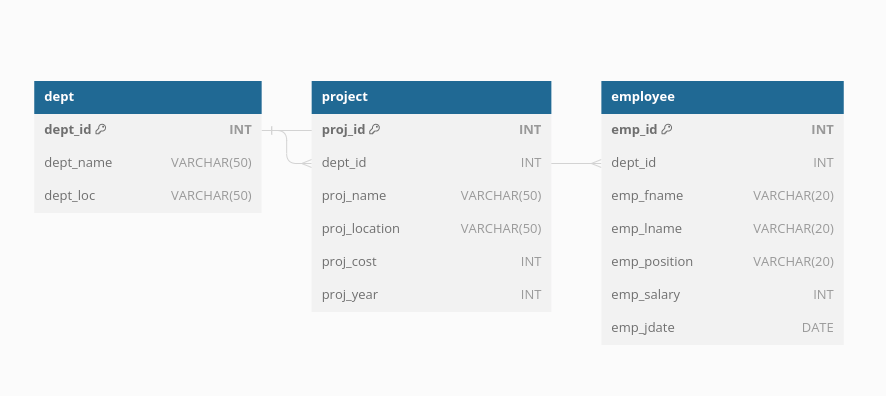 dept
dept_id INT
dept_name VARCHAR(50)
dept_loc VARCHAR(50)
project
proj_id INT
dept_id INT
proj_name VARCHAR(50)
proj_location VARCHAR(50)
proj_cost INT
proj_year INT
employee
emp_id INT
dept_id INT
emp_fname VARCHAR(20)
emp_lname VARCHAR(20)
emp_position VARCHAR(20)
emp_salary INT
emp_jdate DATE